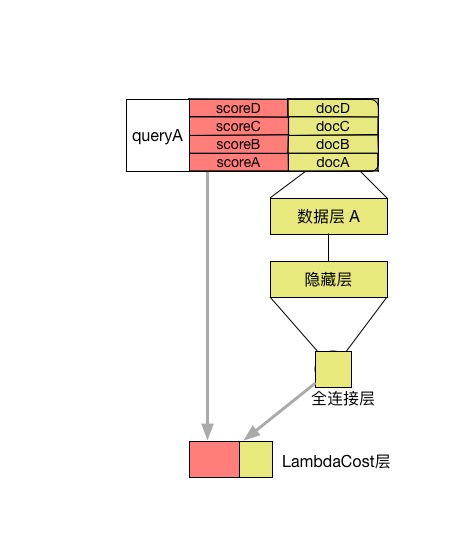 scoreD docD
scoreC docC
queryA
scoreB docB
scoreA docA
数据层 A
隐藏层
全连接层
LambdaCost层